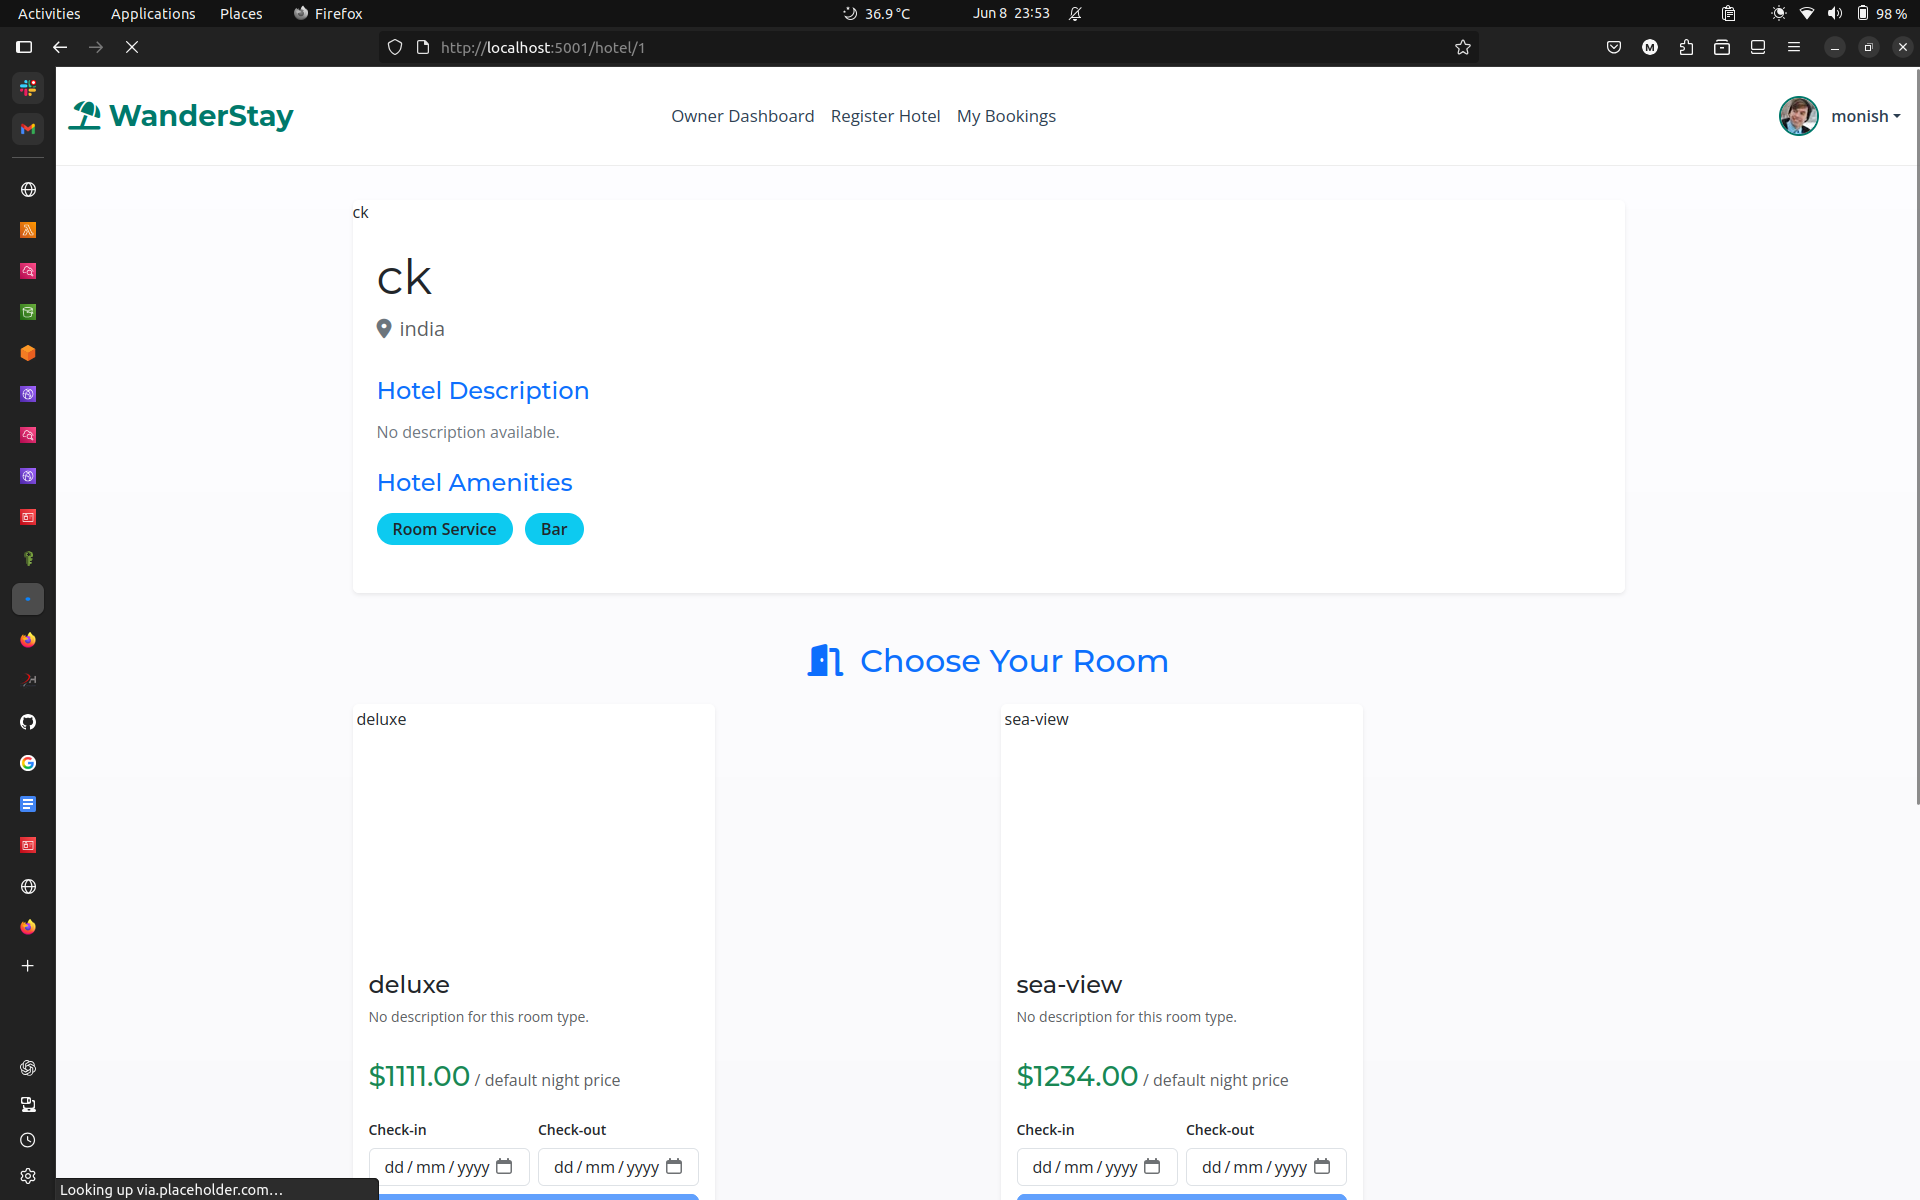 Activities Applications Places Firefox 36.9 °C Jun 8 23:53 98 %
http://localhost:5001/hotel/1
WanderStay Owner Dashboard Register Hotel My Bookings monish
ck
ck
india
Hotel Description
No description available.
Hotel Amenities
Room Service Bar
Choose Your Room
deluxe
deluxe
No description for this room type.
$1111.00 / default night price
Check-in Check-out
dd / mm / yyyy dd / mm / yyyy
sea-view
sea-view
No description for this room type.
$1234.00 / default night price
Check-in Check-out
dd / mm / yyyy dd / mm / yyyy
Looking up via.placeholder.com…